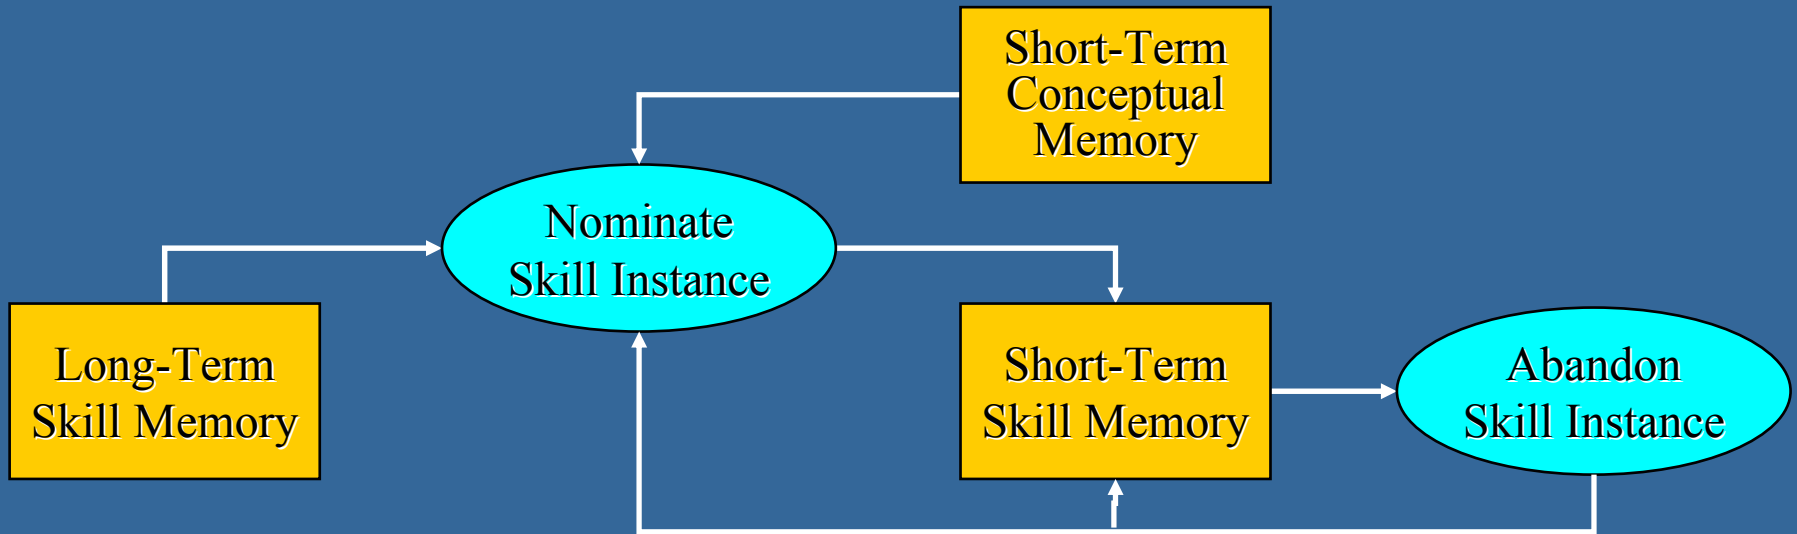 Short-Term
Conceptual
Memory
Nominate
Skill Instance
Long-Term
Skill Memory
Short-Term
Skill Memory
Abandon
Skill Instance